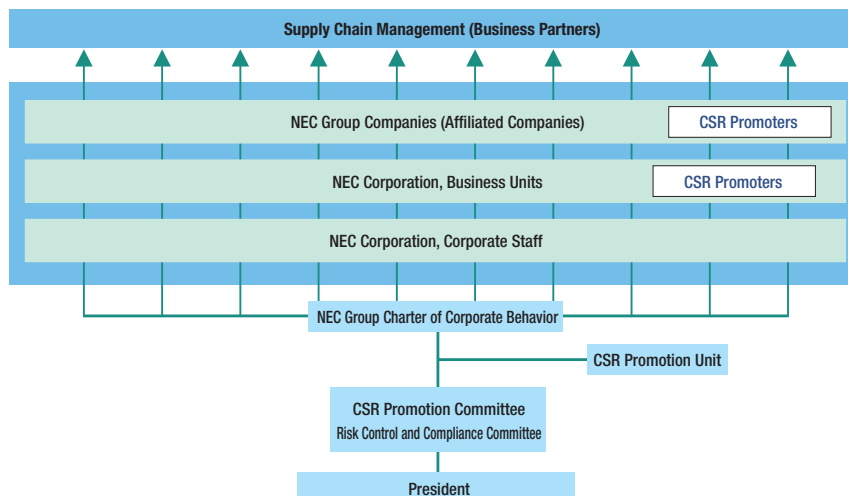 Supply Chain Management (Business Partners)
NEC Group Companies (Affiliated Companies)
CSR Promoters
NEC Corporation, Business Units
CSR Promoters
NEC Corporation, Corporate Staff
NEC Group Charter of Corporate Behavior
CSR Promotion Unit
CSR Promotion Committee
Risk Control and Compliance Committee
President